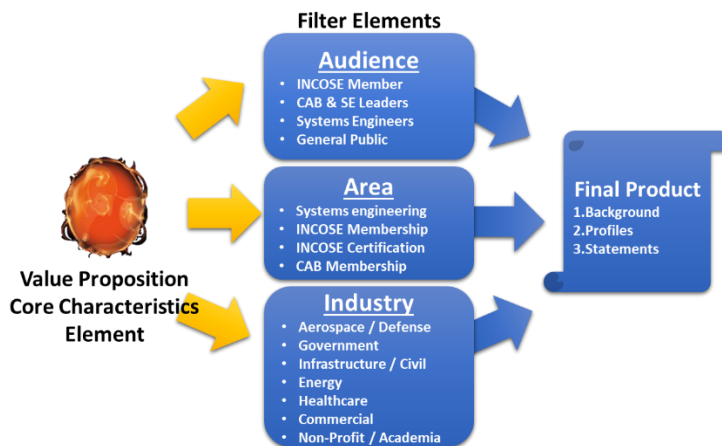 Filter Elements
Audience
• INCOSE Member
• CAB & SE Leaders
• Systems Engineers
• General Public
Area
• Systems engineering
• INCOSE Membership
• INCOSE Certification
• CAB Membership
Industry
• Aerospace / Defense
• Government
• Infrastructure / Civil
• Energy
• Healthcare
• Commercial
• Non-Profit / Academia
Value Proposition
Core Characteristics
Element
Final Product
1.Background
2.Profiles
3.Statements